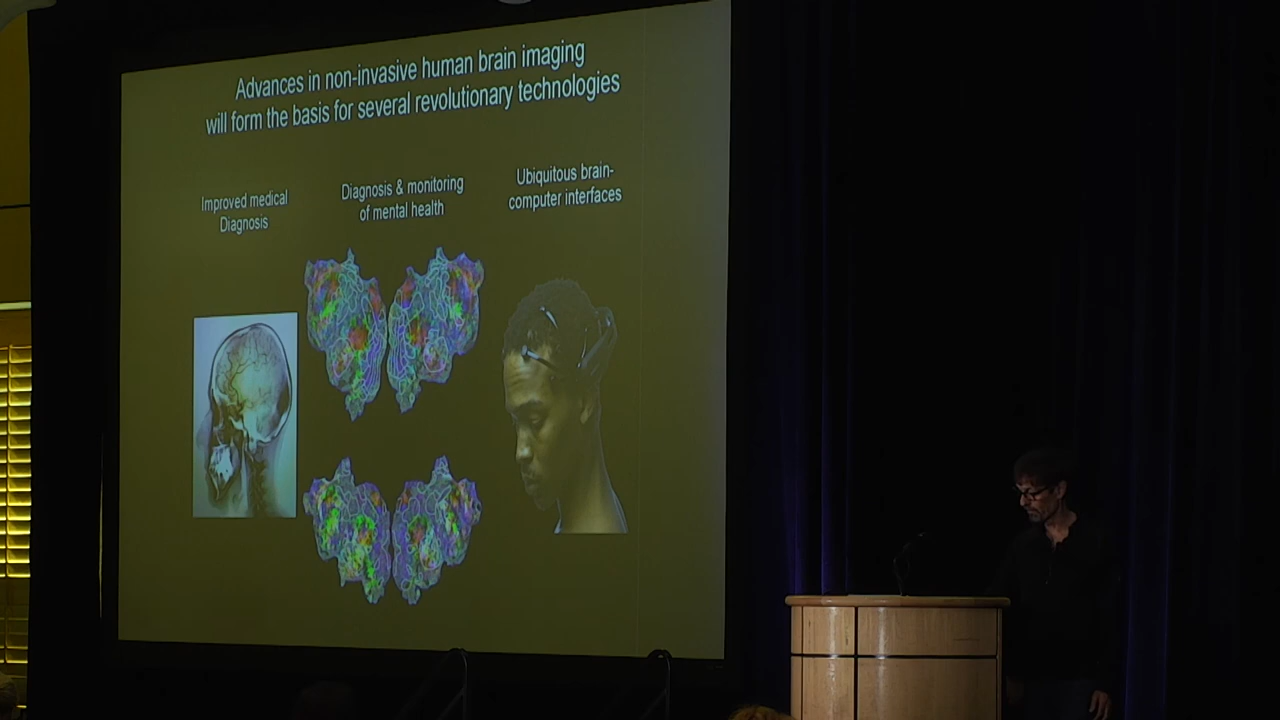 Advances in non-invasive human brain imaging
will form the basis for several revolutionary technologies
Improved medical
Diagnosis
Diagnosis & monitoring
of mental health
Ubiquitous brain-
computer interfaces